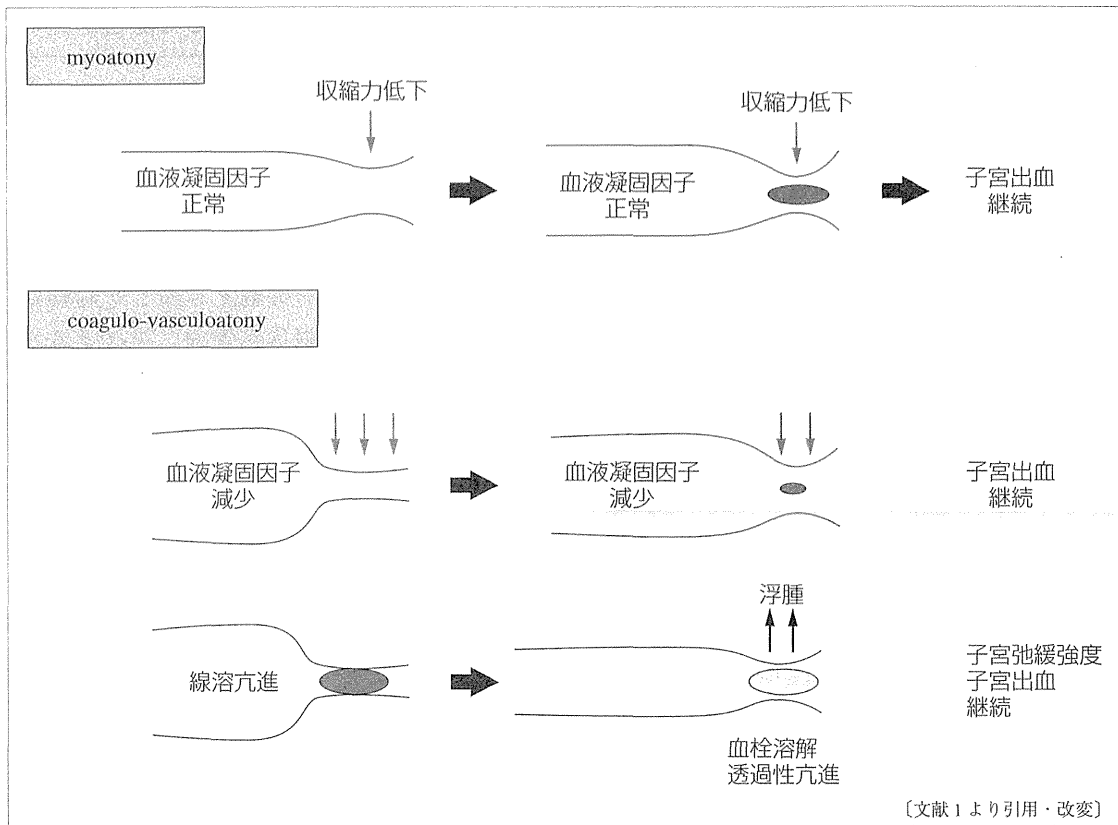 myoatony
収縮力低下
収縮力低下
血液凝固因子
正常
血液凝固因子
正常
子宮出血
継続
coagulo-vasculoatony
血液凝固因子
減少
血液凝固因子
減少
子宮出血
継続
線溶亢進
浮腫
血栓溶解
透過性亢進
子宮弛緩強度
子宮出血
継続
〔文献1より引用・改変〕